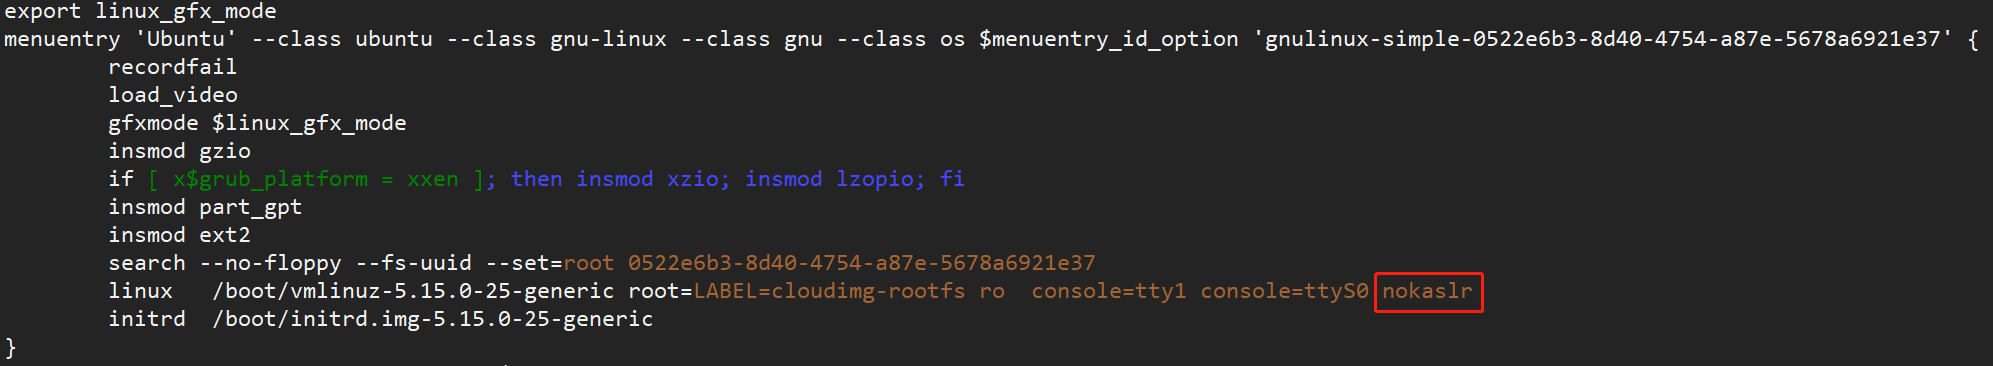 export linux_gfx_mode
menuentry 'Ubuntu' --class ubuntu --class gnu-linux --class gnu --class os $menuentry_id_option 'gnulinux-simple-0522e6b3-8d40-4754-a87e-5678a6921e37' {
        recordfail
        load_video
        gfxmode $linux_gfx_mode
        insmod gzio
        if [ x$grub_platform = xxen ]; then insmod xzio; insmod lzopio; fi
        insmod part_gpt
        insmod ext2
        search --no-floppy --fs-uuid --set=root 0522e6b3-8d40-4754-a87e-5678a6921e37
        linux   /boot/vmlinuz-5.15.0-25-generic root=LABEL=cloudimg-rootfs ro  console=tty1 console=ttyS0 nokaslr
        initrd  /boot/initrd.img-5.15.0-25-generic
}